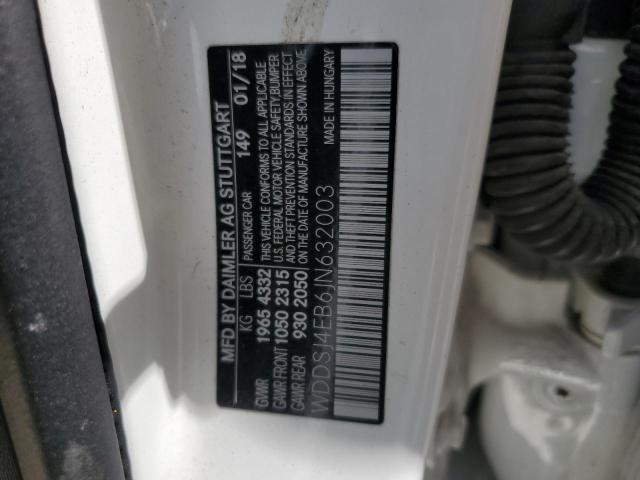 MFD BY DAIMLER AG STUTTGART
KG LBS PASSENGER CAR 149 01/18
GVWR 1965 4332 THIS VEHICLE CONFORMS TO ALL APPLICABLE
GAWR FRONT 1050 2315 U.S. FEDERAL MOTOR VEHICLE SAFETY, BUMPER
GAWR REAR 930 2050 AND THEFT PREVENTION STANDARDS IN EFFECT
ON THE DATE OF MANUFACTURE SHOWN ABOVE
WDDSJ4EB6JN632003
MADE IN HUNGARY